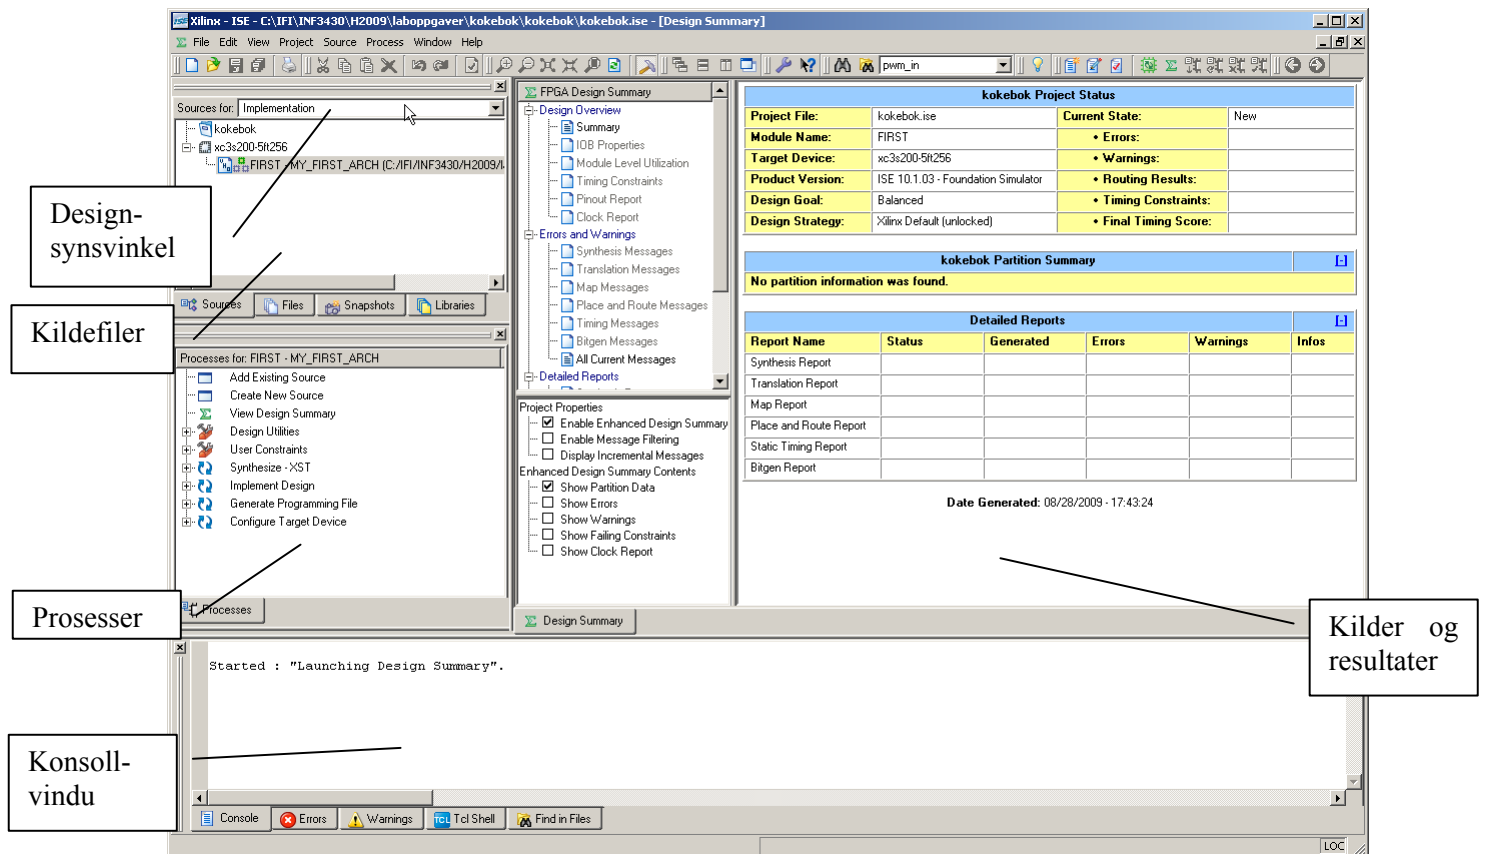 Xilinx - ISE - C:\IFI\INF3430\H2009\laboppgaver\kokebok\kokebok\kokebok.ise - [Design Summary]
File Edit View Project Source Process Window Help
pwm_in
Sources for: Implementation
kokebok
xc3s200-5ft256
FIRST - MY_FIRST_ARCH (C:/IFI/INF3430/H2009/l
Sources Files Snapshots Libraries
Processes for: FIRST - MY_FIRST_ARCH
Add Existing Source
Create New Source
View Design Summary
Design Utilities
User Constraints
Synthesize - XST
Implement Design
Generate Programming File
Configure Target Device
Processes
FPGA Design Summary
Design Overview
Summary
IOB Properties
Module Level Utilization
Timing Constraints
Pinout Report
Clock Report
Errors and Warnings
Synthesis Messages
Translation Messages
Map Messages
Place and Route Messages
Timing Messages
Bitgen Messages
All Current Messages
Detailed Reports
Project Properties
Enable Enhanced Design Summary
Enable Message Filtering
Display Incremental Messages
Enhanced Design Summary Contents
Show Partition Data
Show Errors
Show Warnings
Show Failing Constraints
Show Clock Report
Design Summary
kokebok Project Status
Project File: kokebok.ise Current State: New
Module Name: FIRST • Errors:
Target Device: xc3s200-5ft256 • Warnings:
Product Version: ISE 10.1.03 - Foundation Simulator • Routing Results:
Design Goal: Balanced • Timing Constraints:
Design Strategy: Xilinx Default (unlocked) • Final Timing Score:
kokebok Partition Summary [-]
No partition information was found.
Detailed Reports [-]
Report Name Status Generated Errors Warnings Infos
Synthesis Report
Translation Report
Map Report
Place and Route Report
Static Timing Report
Bitgen Report
Date Generated: 08/28/2009 - 17:43:24
Started : "Launching Design Summary".
Console Errors Warnings Tcl Shell Find in Files
LOC
Design-
synsvinkel
Kildefiler
Prosesser
Konsoll-
vindu
Kilder og
resultater